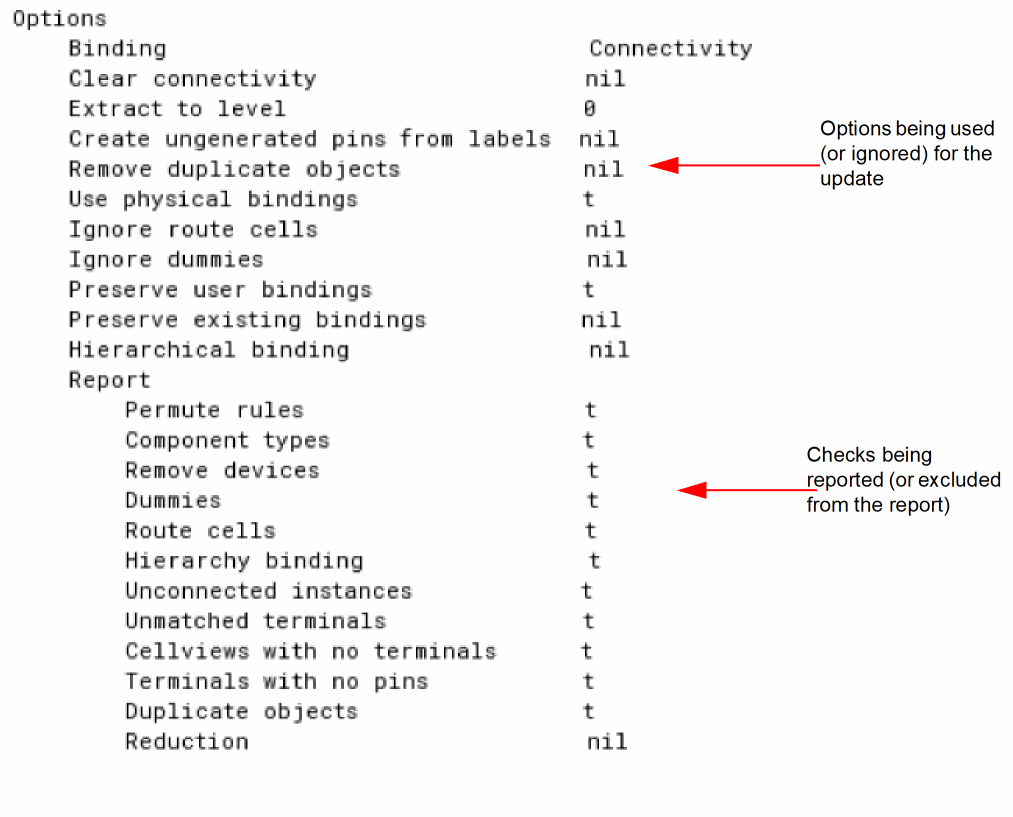 Options
Binding Connectivity
Clear connectivity nil
Extract to level 0
Create ungenerated pins from labels nil
Remove duplicate objects nil
Use physical bindings t
Ignore route cells nil
Ignore dummies nil
Preserve user bindings t
Preserve existing bindings nil
Hierarchical binding nil
Report
Permute rules t
Component types t
Remove devices t
Dummies t
Route cells t
Hierarchy binding t
Unconnected instances t
Unmatched terminals t
Cellviews with no terminals t
Terminals with no pins t
Duplicate objects t
Reduction nil
Options being used
(or ignored) for the
update
Checks being
reported (or excluded
from the report)